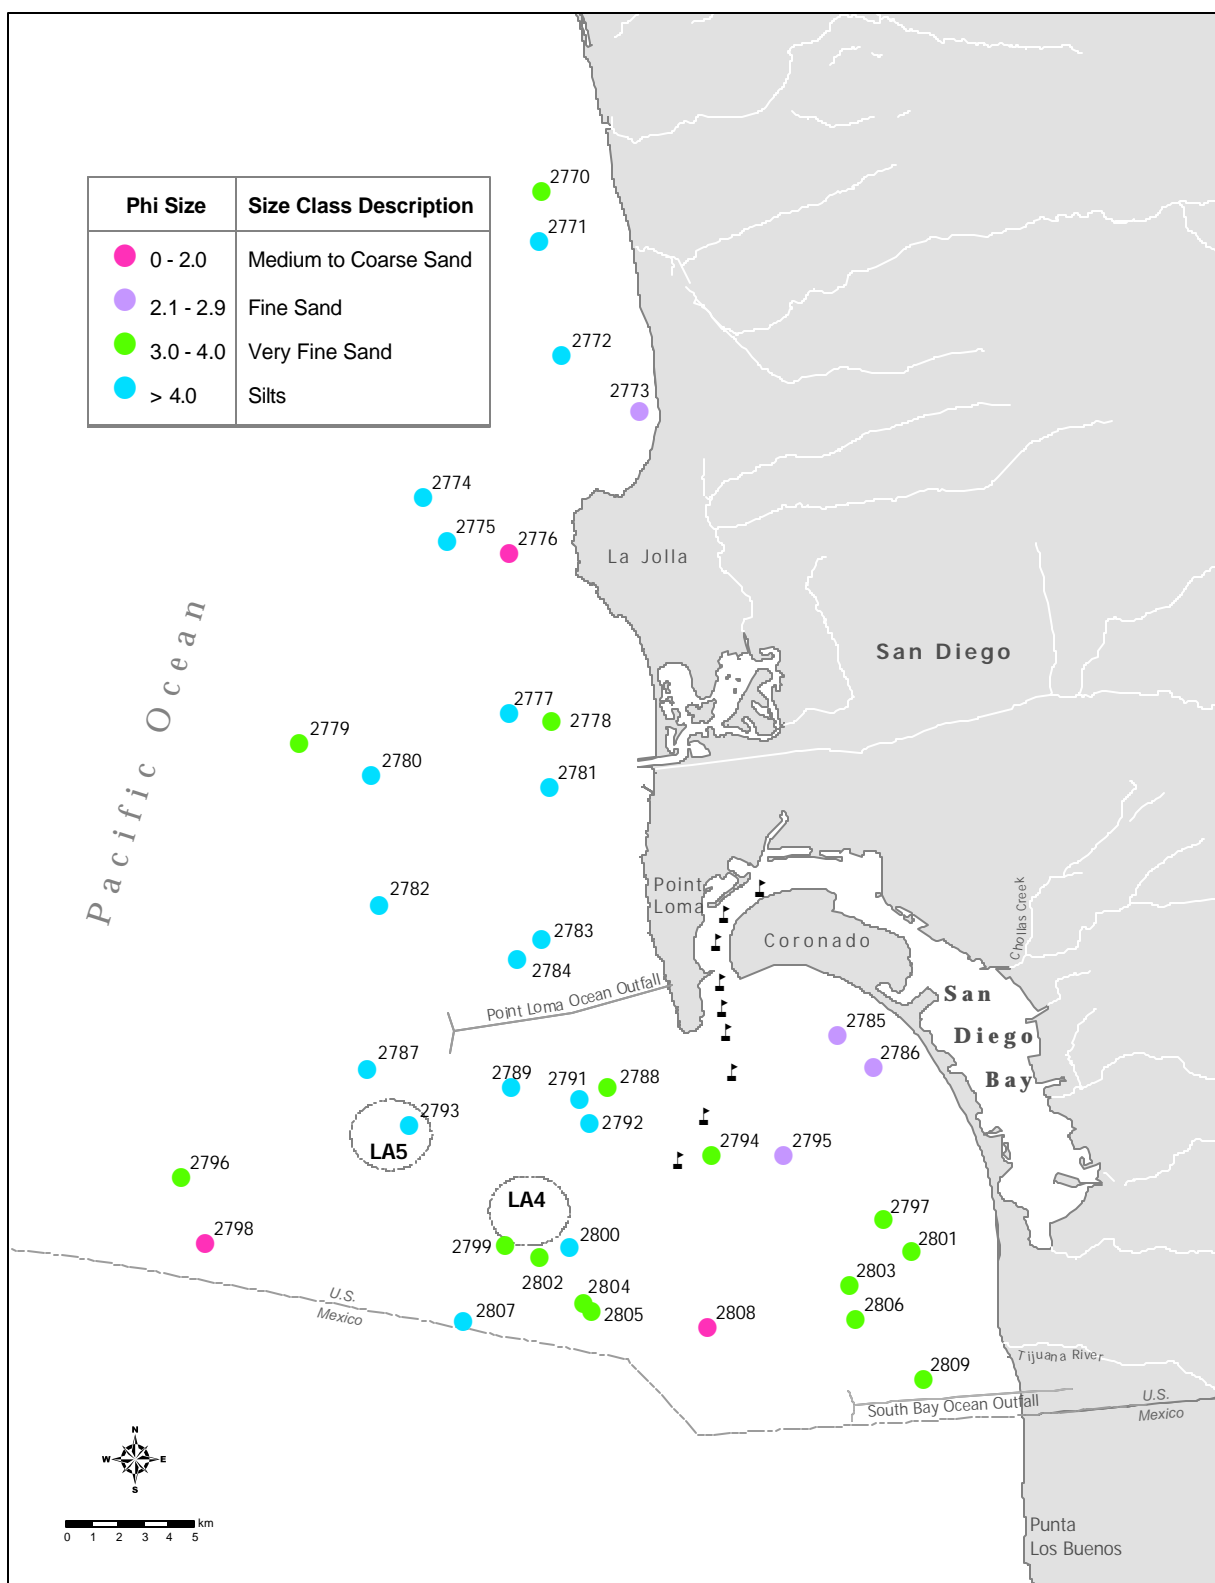 Phi Size Size Class Description
0 - 2.0 Medium to Coarse Sand
2.1 - 2.9 Fine Sand
3.0 - 4.0 Very Fine Sand
> 4.0 Silts
2770
2771
2772
2773
2774
2775
2776
La Jolla
San Diego
Pacific Ocean
2777
2778
2779
2780
2781
2782
2783
2784
Point
Loma
Coronado
Chollas Creek
San
Diego
Bay
Point Loma Ocean Outfall
2785
2786
2787
2789
2791
2788
2792
2793
LA5
2794
2795
2796
LA4
2797
2798
2799
2800
2801
2802
2803
2804
2805
2806
2807
2808
U.S.
Mexico
2809
Tijuana River
South Bay Ocean Outfall
U.S.
Mexico
N
W E
S
km
0 1 2 3 4 5
Punta
Los Buenos